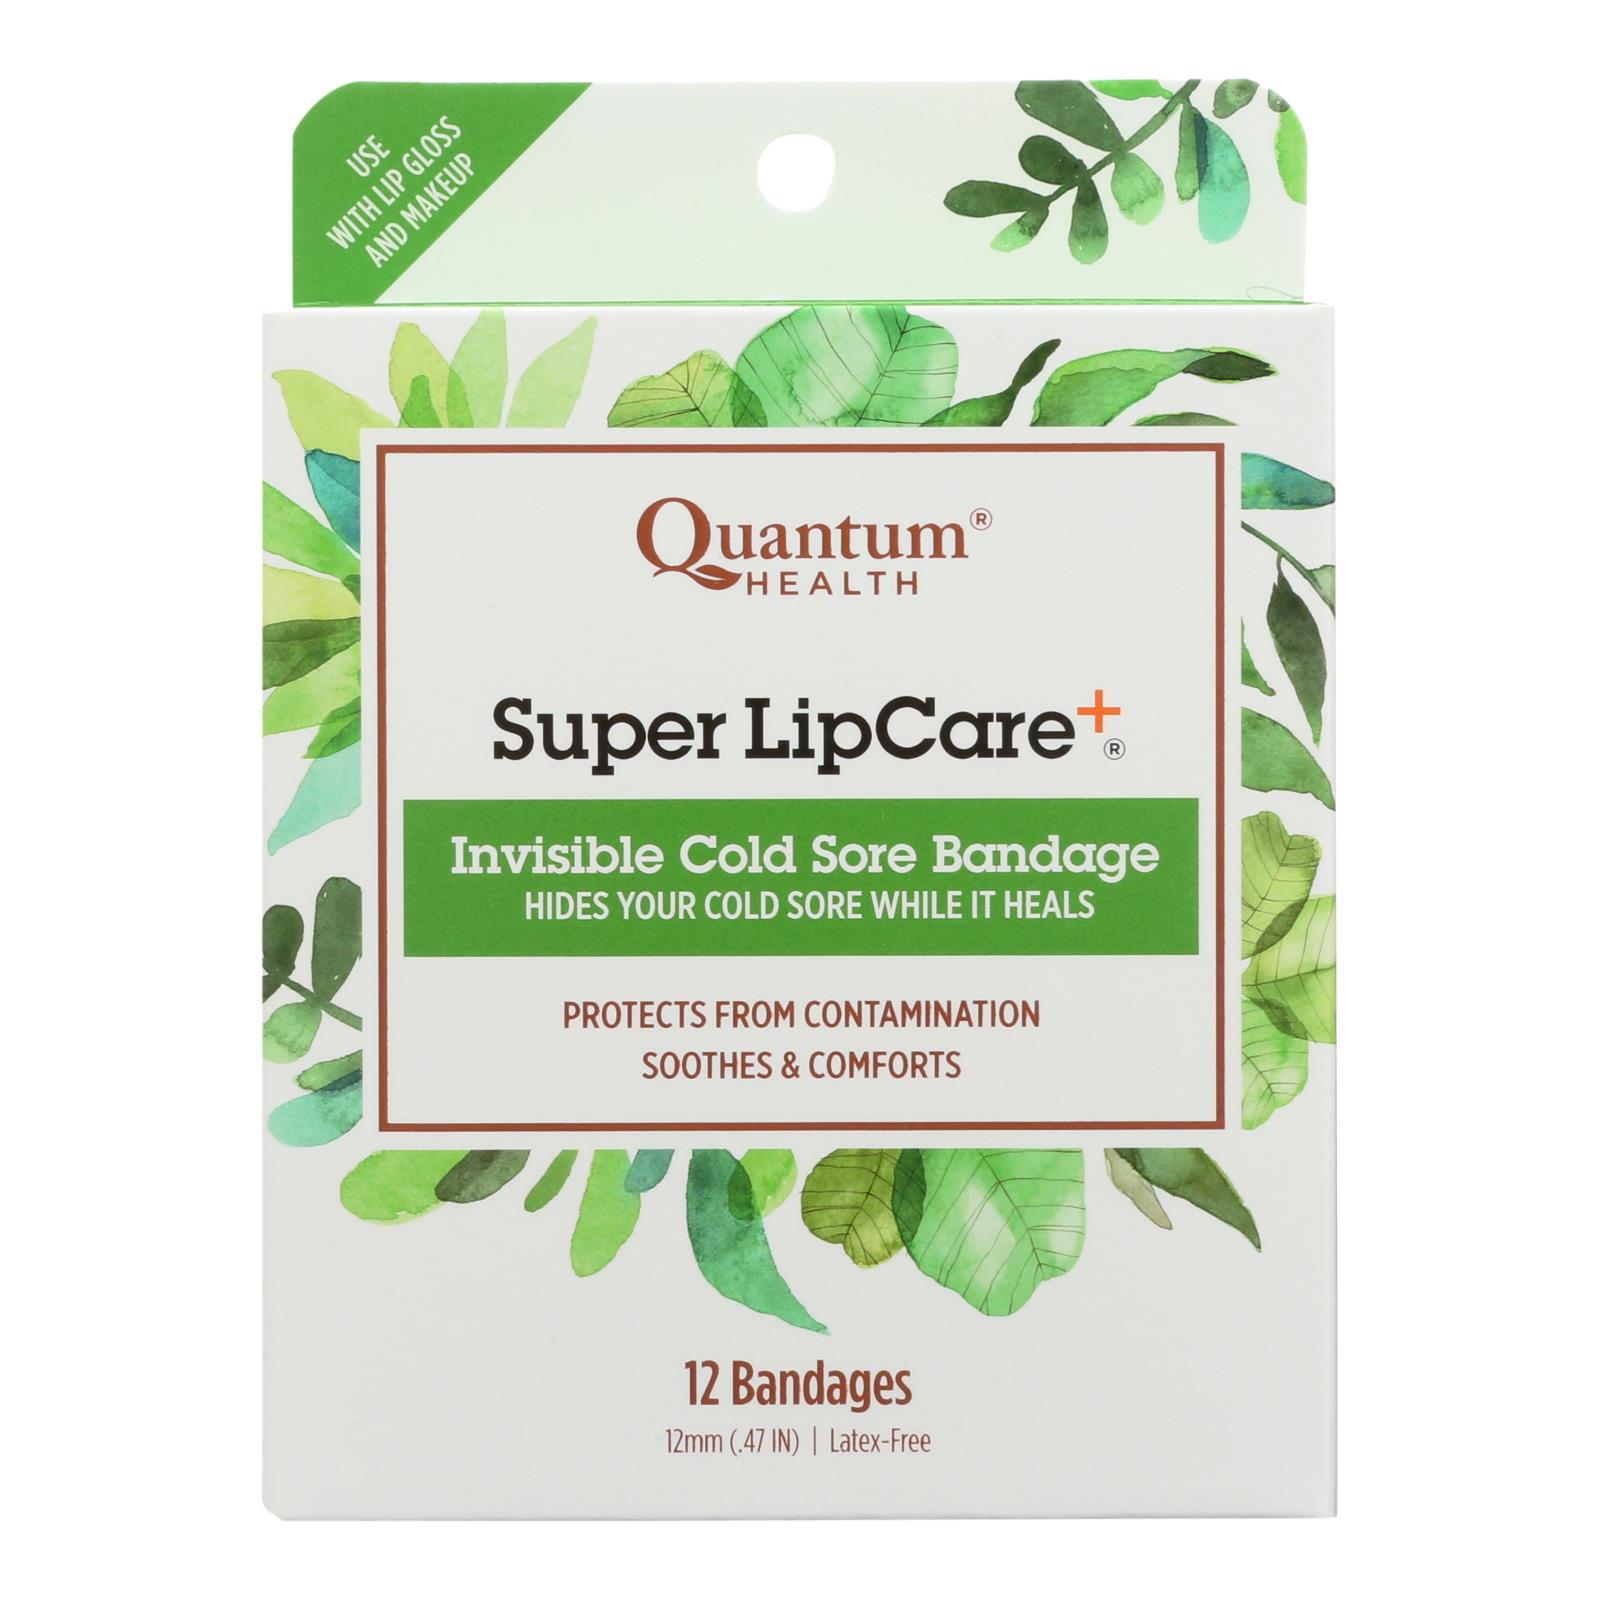 USE
WITH LIP GLOSS
AND MAKEUP
Quantum®
HEALTH
Super LipCare+®
Invisible Cold Sore Bandage
HIDES YOUR COLD SORE WHILE IT HEALS
PROTECTS FROM CONTAMINATION
SOOTHES & COMFORTS
12 Bandages
12mm (.47 IN) | Latex-Free